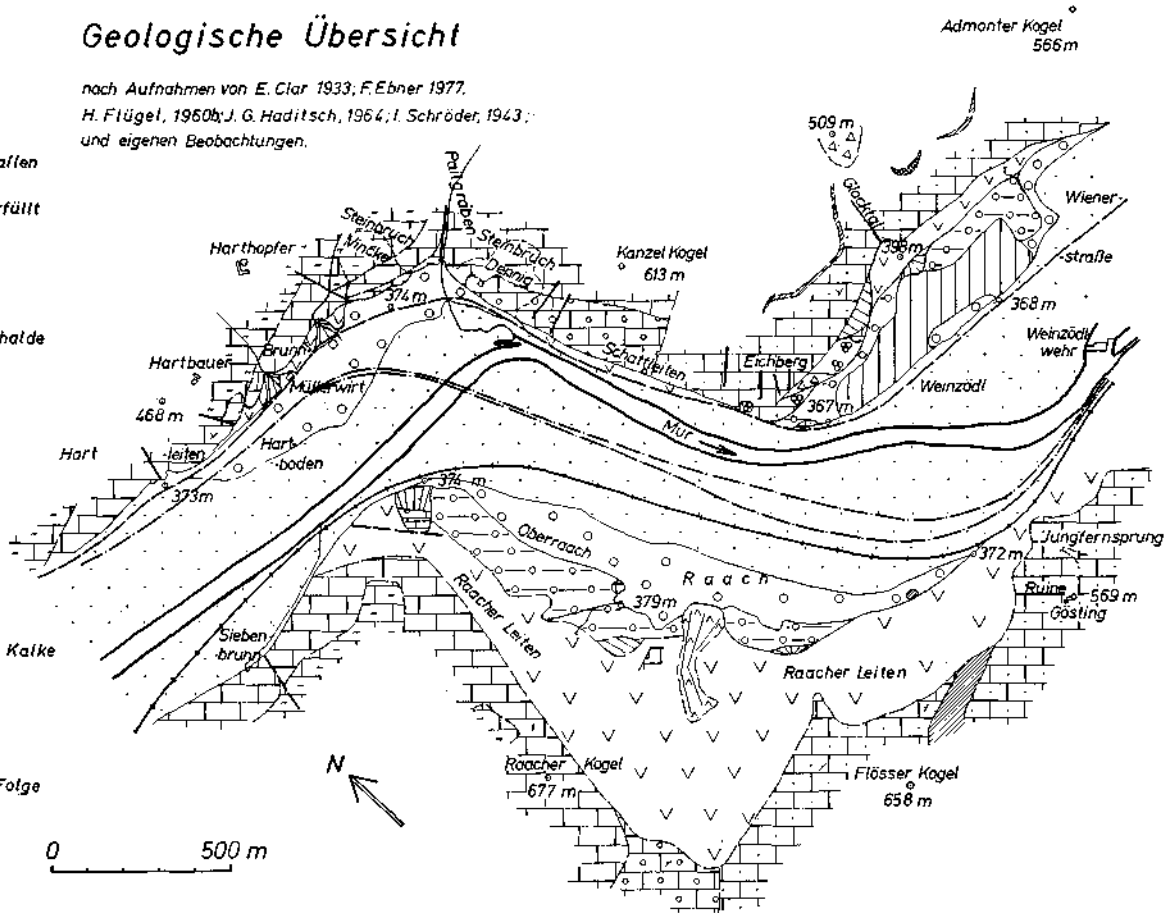 Geologische Übersicht
nach Aufnahmen von E. Clar 1933; F. Ebner 1977,
H. Flügel, 1960b; J. G. Haditsch, 1964; I. Schröder, 1943;
und eigenen Beobachtungen.
Admonter Kogel
566 m
allen
rfüllt
halde
Kalke
Folge
509 m
Glocktal
398 m
Wiener-
-straße
368 m
Weinzödl
wehr
Weinzödl
Pailgraben
Steinbruch
Vincke
Steinbruch
Dennig
Harthopfer
374 m
Kanzel Kogel
613 m
Schattleiten
Eichberg
367 m
Brunn
Hartbauer
Müllerwirt
468 m
Hart
-leiten
Hart
-boden
373 m
Mur
374 m
Oberraach
Raach
372 m
Jungfernsprung
Ruine
Gösting
569 m
379 m
Raacher Leiten
Raacher Leiten
Sieben-
brunn
N
Raacher Kogel
677 m
Flösser Kogel
658 m
0 500 m